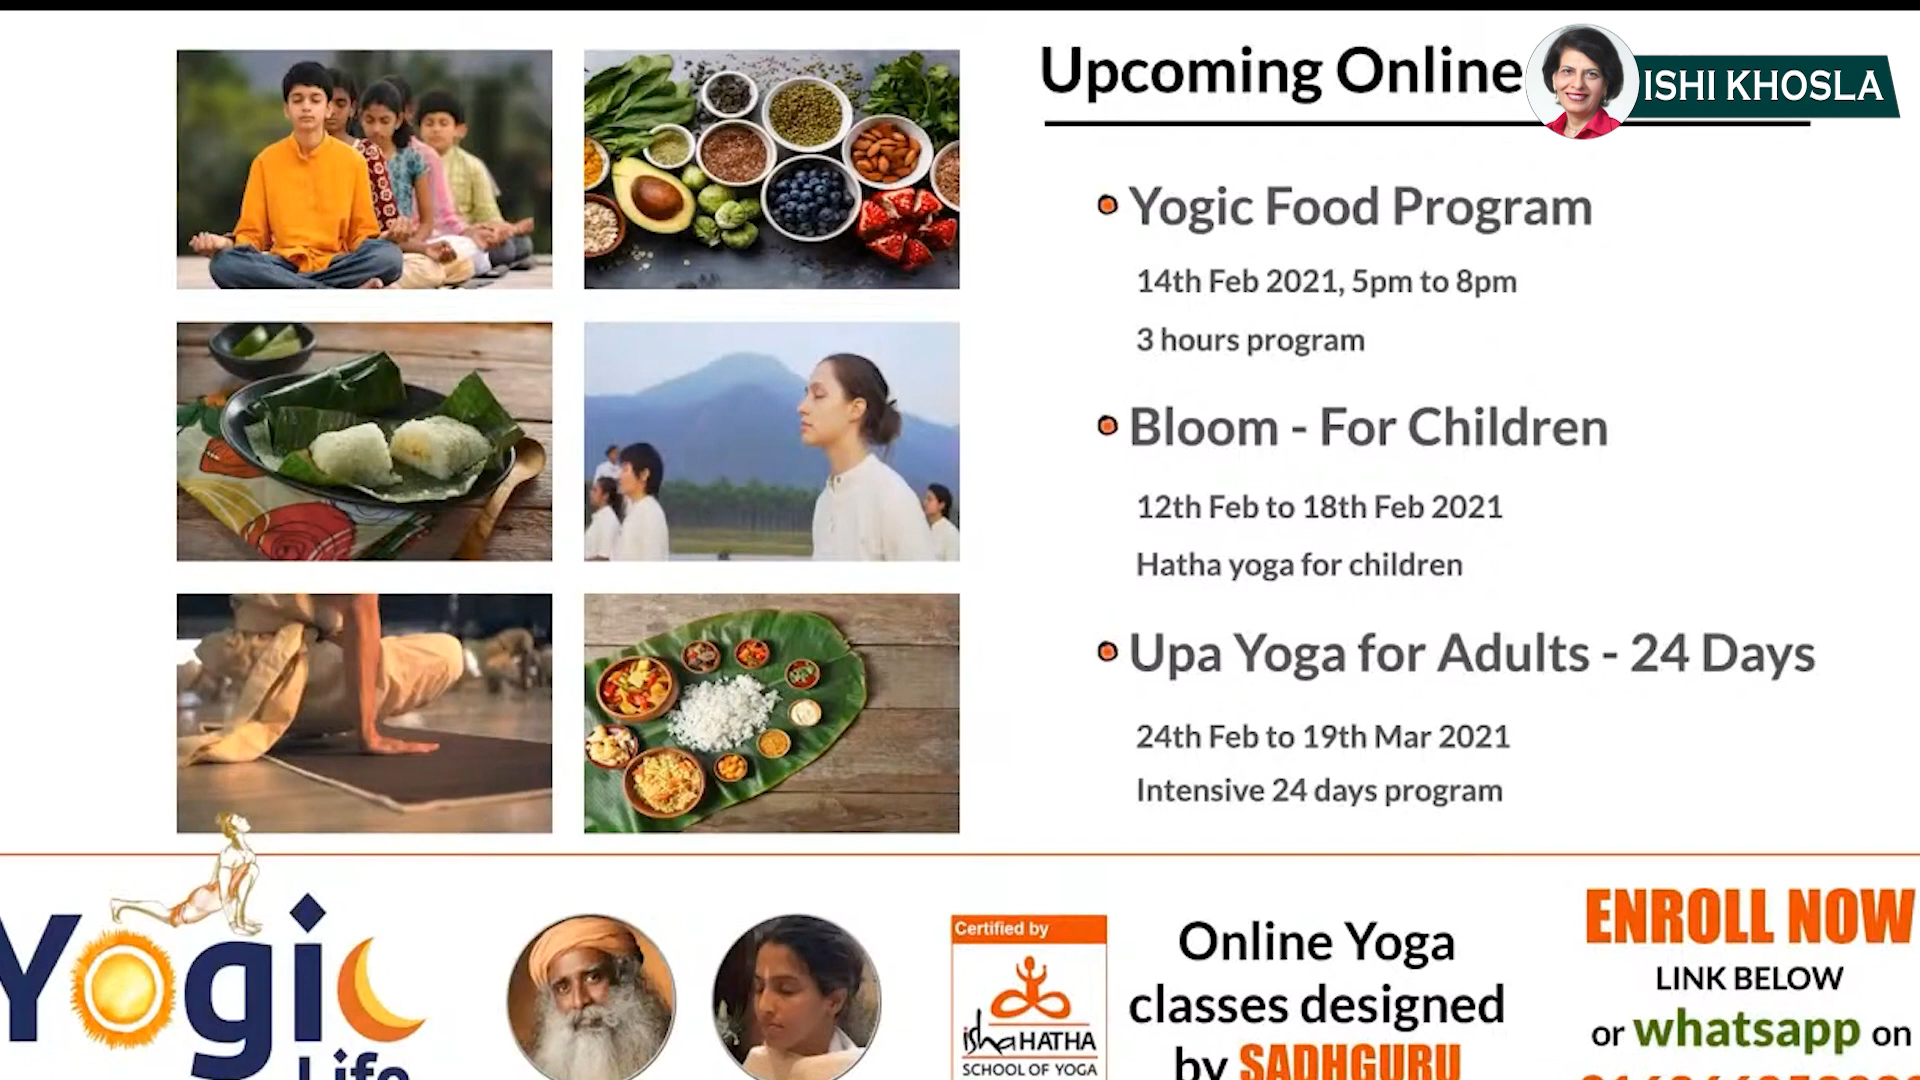 Upcoming Online
ISHI KHOSLA
Yogic Food Program
14th Feb 2021, 5pm to 8pm
3 hours program
Bloom - For Children
12th Feb to 18th Feb 2021
Hatha yoga for children
Upa Yoga for Adults - 24 Days
24th Feb to 19th Mar 2021
Intensive 24 days program
Yogic
Life
Certified by
isha HATHA
SCHOOL OF YOGA
Online Yoga
classes designed
by SADHGURU
ENROLL NOW
LINK BELOW
or whatsapp on